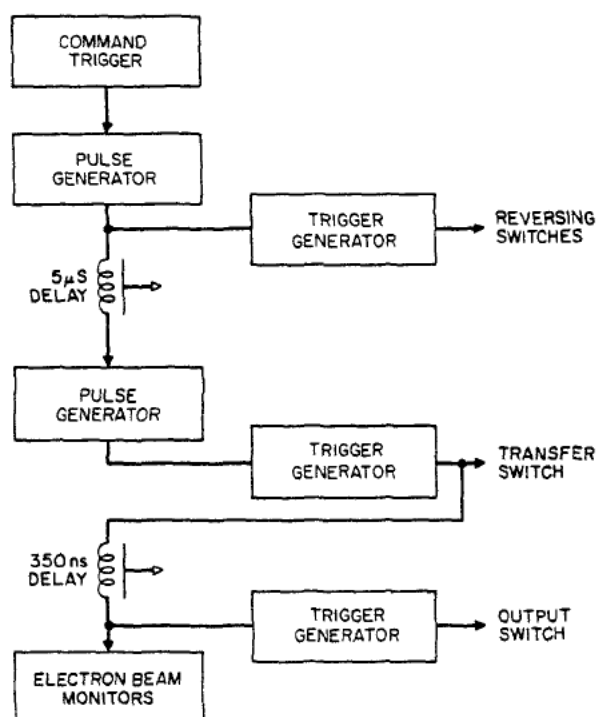 COMMAND
TRIGGER
PULSE
GENERATOR
TRIGGER
GENERATOR
REVERSING
SWITCHES
5μS
DELAY
PULSE
GENERATOR
TRIGGER
GENERATOR
TRANSFER
SWITCH
350ns
DELAY
TRIGGER
GENERATOR
OUTPUT
SWITCH
ELECTRON BEAM
MONITORS